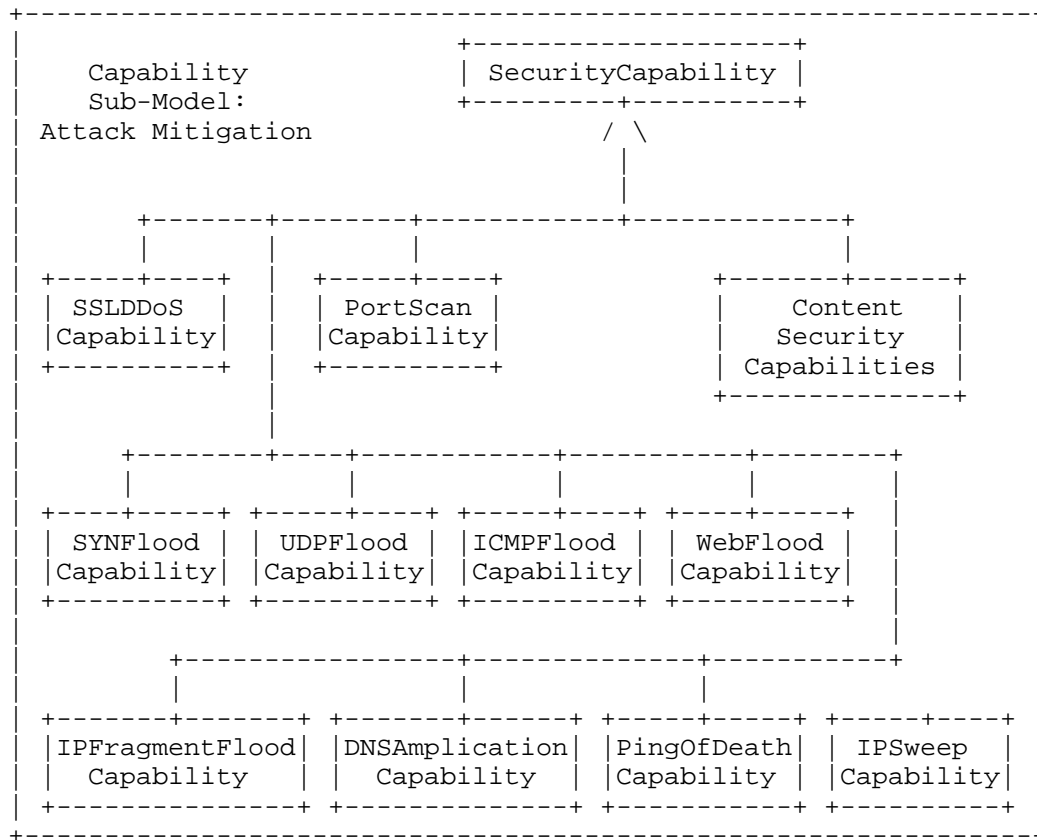 SecurityCapability
Capability
Sub-Model:
Attack Mitigation
SSLDDoS
Capability
PortScan
Capability
Content
Security
Capabilities
SYNFlood
Capability
UDPFlood
Capability
ICMPFlood
Capability
WebFlood
Capability
IPFragmentFlood
Capability
DNSAmplication
Capability
PingOfDeath
Capability
IPSweep
Capability